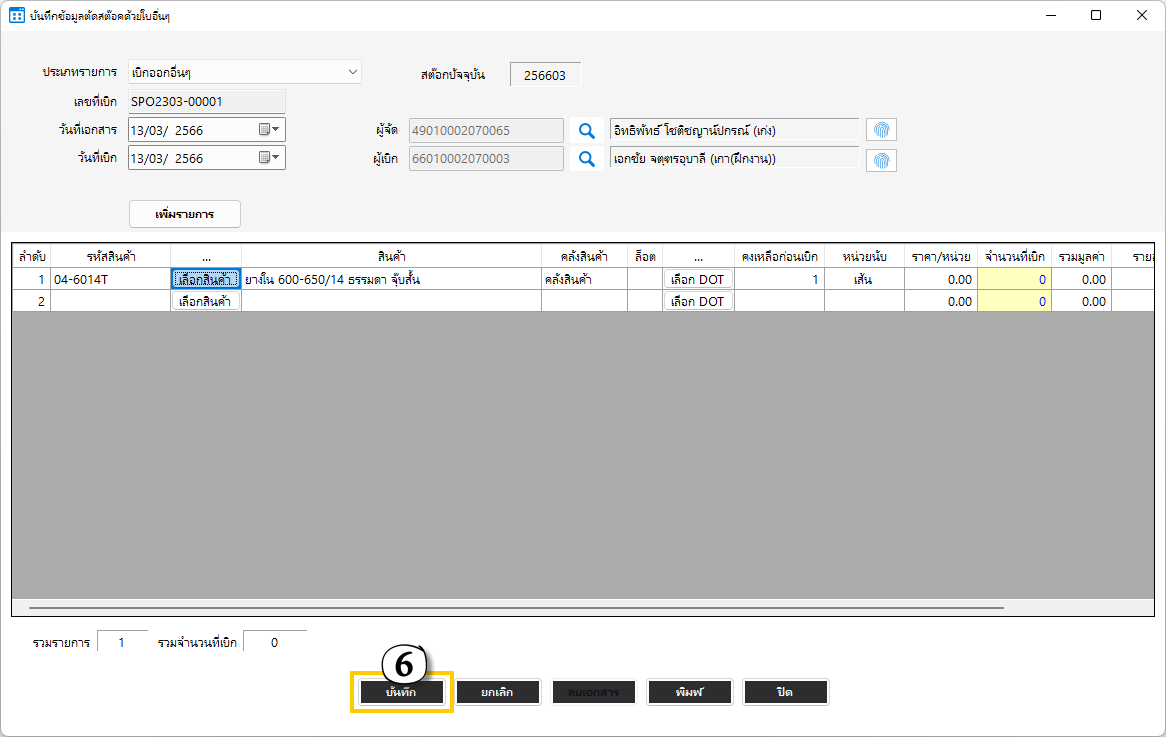 บันทึกข้อมูลตัดสต๊อคด้วยใบอื่นๆ
ประเภทรายการ เบิกออกอื่นๆ สต๊อกปัจจุบัน 256603
เลขที่เบิก SPO2303-00001
วันที่เอกสาร 13/03/ 2566 ผู้จัด 49010002070065 อิทธิพัทธ์ โชติชญาน์ปกรณ์ (เก่ง)
วันที่เบิก 13/03/ 2566 ผู้เบิก 66010002070003 เอกชัย จตุฑรอุบาลี (เกา(ฝึกงาน))
เพิ่มรายการ
ลำดับ รหัสสินค้า ... สินค้า คลังสินค้า ล็อต ... คงเหลือก่อนเบิก หน่วยนับ ราคา/หน่วย จำนวนที่เบิก รวมมูลค่า
1 04-6014T เลือกสินค้า ยางใน 600-650/14 ธรรมดา จุ๊บสั้น คลังสินค้า เลือก DOT 1 เส้น 0.00 0 0.00
2 เลือกสินค้า เลือก DOT 0.00 0 0.00
รวมรายการ 1 รวมจำนวนที่เบิก 0
6
บันทึก ยกเลิก ลบเอกสาร พิมพ์ ปิด